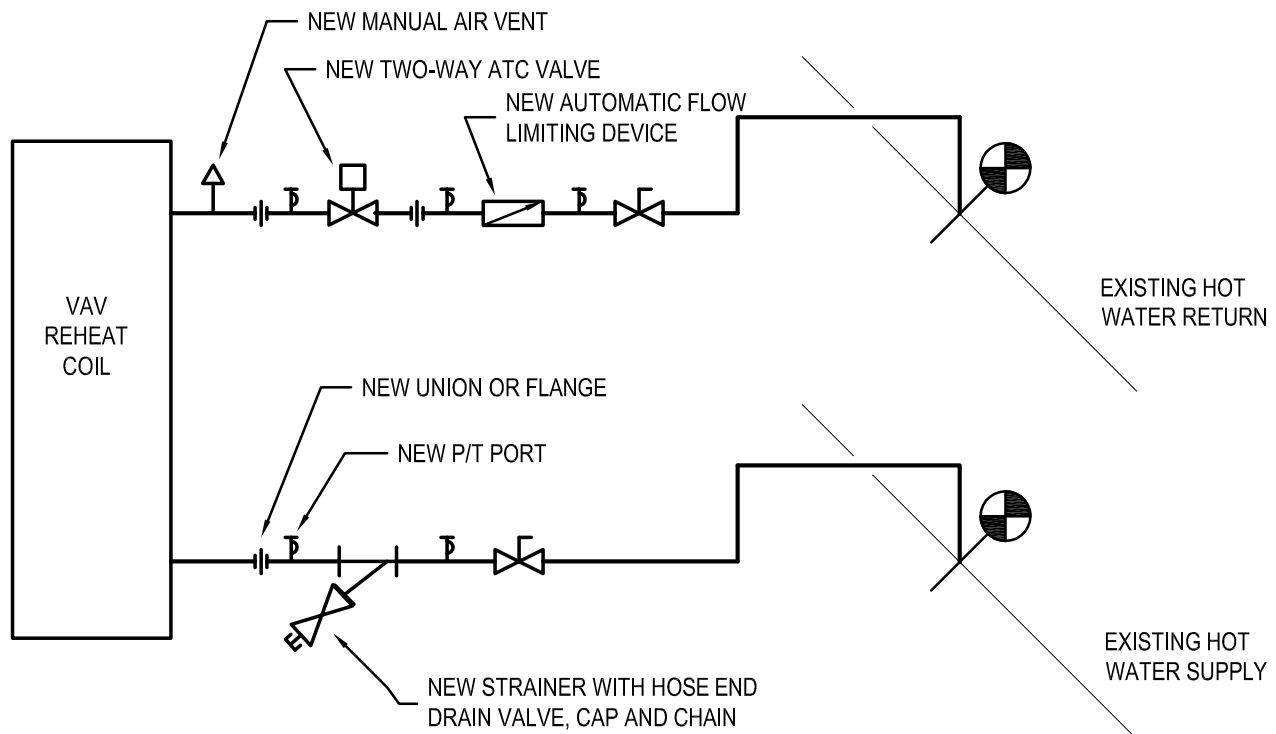 NEW MANUAL AIR VENT
NEW TWO-WAY ATC VALVE
NEW AUTOMATIC FLOW
LIMITING DEVICE
VAV
REHEAT
COIL
EXISTING HOT
WATER RETURN
NEW UNION OR FLANGE
NEW P/T PORT
EXISTING HOT
WATER SUPPLY
NEW STRAINER WITH HOSE END
DRAIN VALVE, CAP AND CHAIN